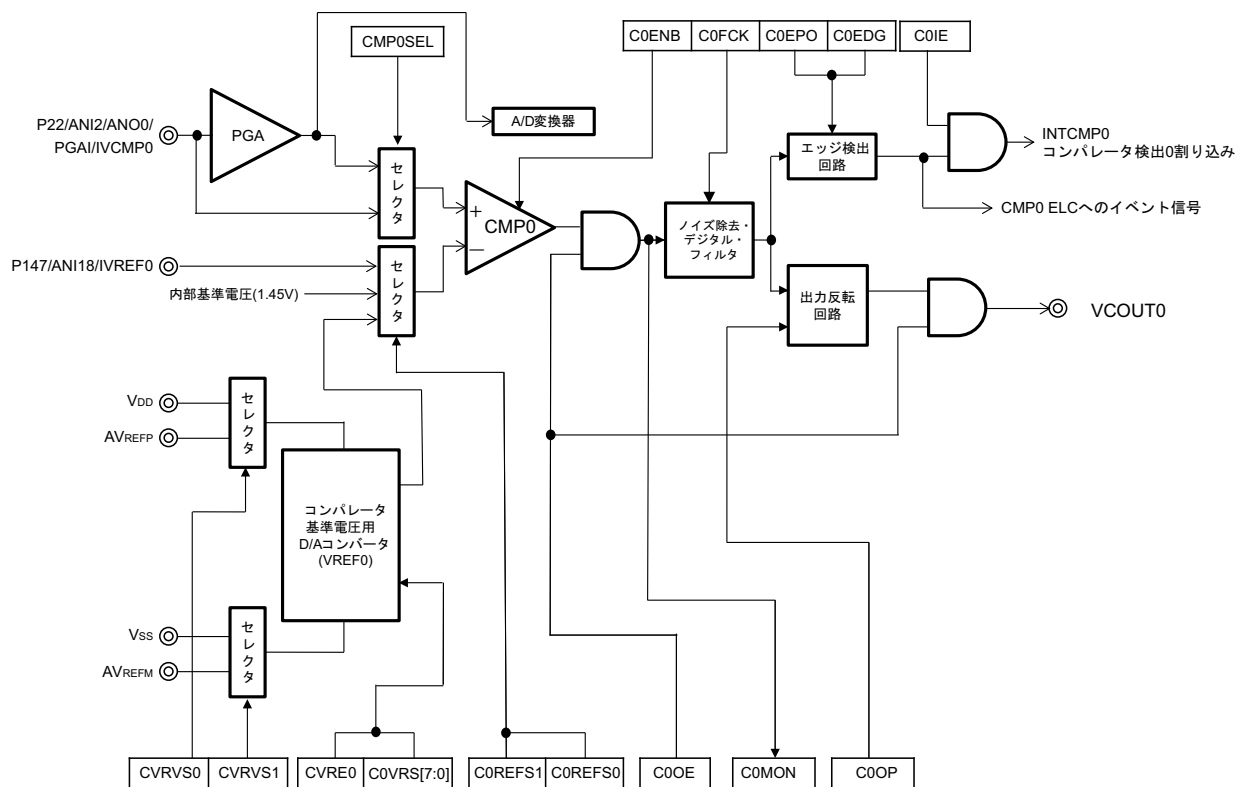 C0ENB C0FCK C0EPO C0EDG C0IE
CMP0SEL
P22/ANI2/ANO0/
PGAI/IVCMP0
PGA
A/D変換器
セレクタ
+
−
CMP0
エッジ検出
回路
INTCMP0
コンパレータ検出0割り込み
CMP0 ELCへのイベント信号
ノイズ除去・
デジタル・
フィルタ
P147/ANI18/IVREF0
内部基準電圧(1.45V)
セレクタ
出力反転
回路
VCOUT0
VDD
AVREFP
セレクタ
コンパレータ
基準電圧用
D/Aコンバータ
(VREF0)
VSS
AVREFM
セレクタ
CVRVS0 CVRVS1 CVRE0 C0VRS[7:0] C0REFS1 C0REFS0 C0OE C0MON C0OP